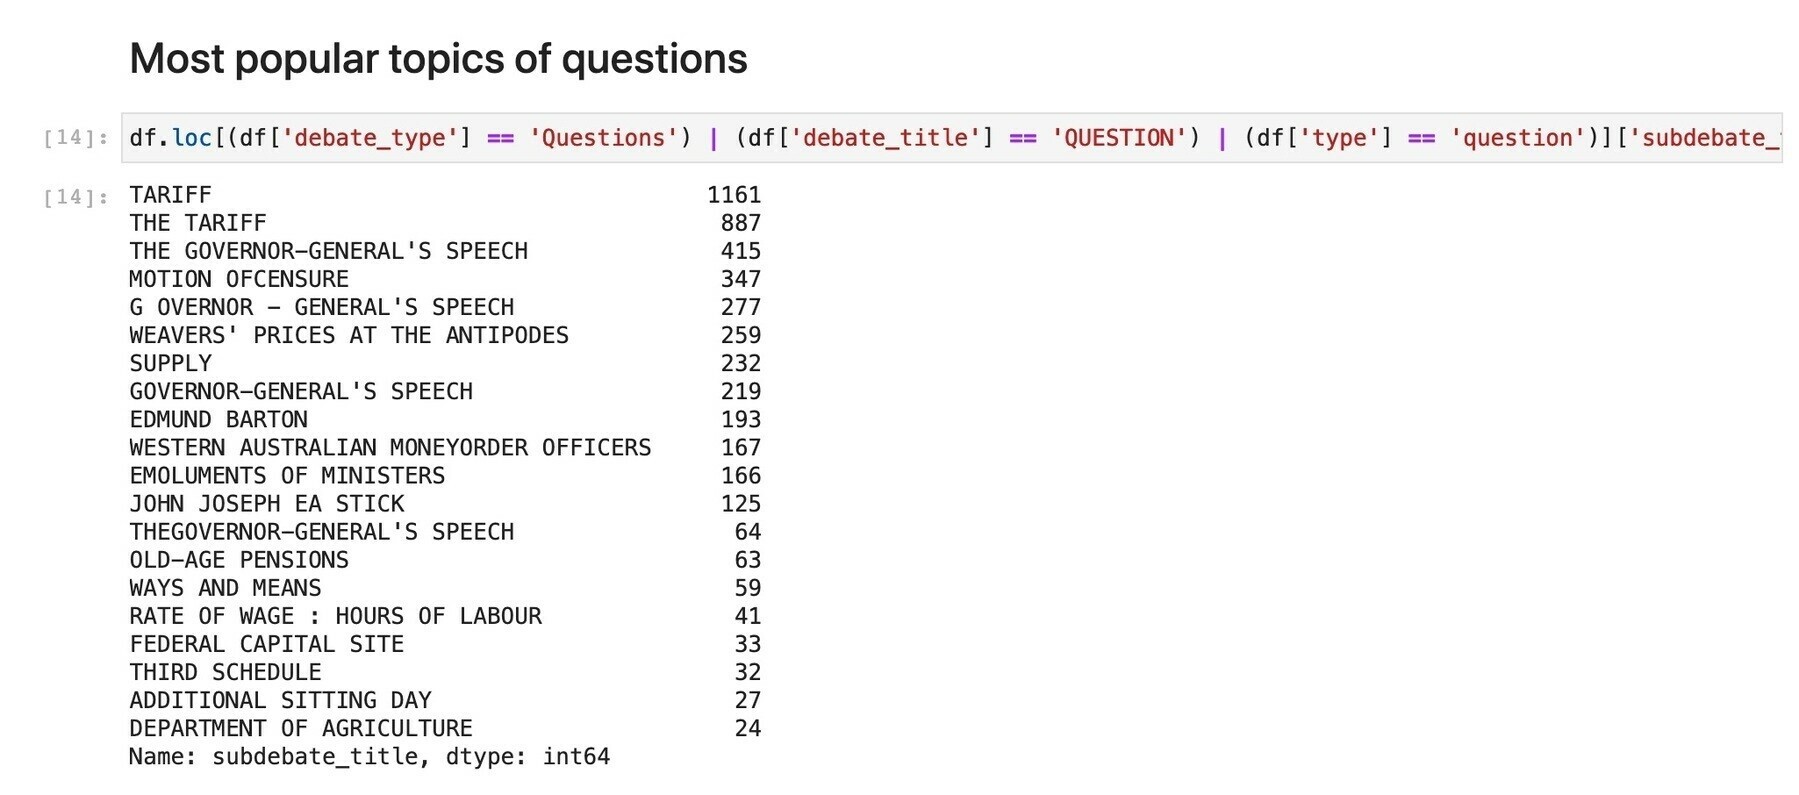 Most popular topics of questions
[14]: df.loc[(df['debate_type'] == 'Questions') | (df['debate_title'] == 'QUESTION') | (df['type'] == 'question')]['subdebate_
[14]: TARIFF 1161
THE TARIFF 887
THE GOVERNOR-GENERAL'S SPEECH 415
MOTION OFCENSURE 347
G OVERNOR - GENERAL'S SPEECH 277
WEAVERS' PRICES AT THE ANTIPODES 259
SUPPLY 232
GOVERNOR-GENERAL'S SPEECH 219
EDMUND BARTON 193
WESTERN AUSTRALIAN MONEYORDER OFFICERS 167
EMOLUMENTS OF MINISTERS 166
JOHN JOSEPH EA STICK 125
THEGOVERNOR-GENERAL'S SPEECH 64
OLD-AGE PENSIONS 63
WAYS AND MEANS 59
RATE OF WAGE : HOURS OF LABOUR 41
FEDERAL CAPITAL SITE 33
THIRD SCHEDULE 32
ADDITIONAL SITTING DAY 27
DEPARTMENT OF AGRICULTURE 24
Name: subdebate_title, dtype: int64